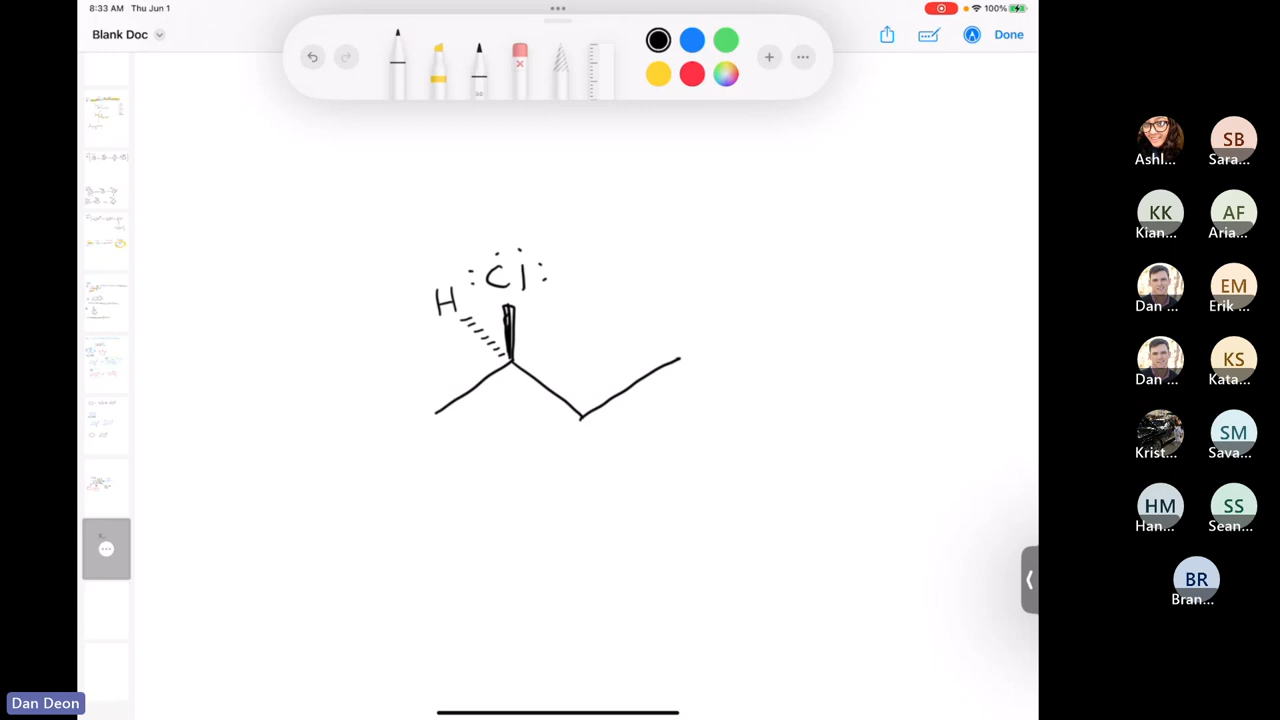 8:33 AM Thu Jun 1
100%
Blank Doc
Done
H :Cl:
Ashl...
SB
Sara...
KK
Kian...
AF
Aria...
Dan ...
EM
Erik ...
Dan ...
KS
Kata...
Krist...
SM
Sava...
HM
Han...
SS
Sean...
BR
Bran...
Dan Deon